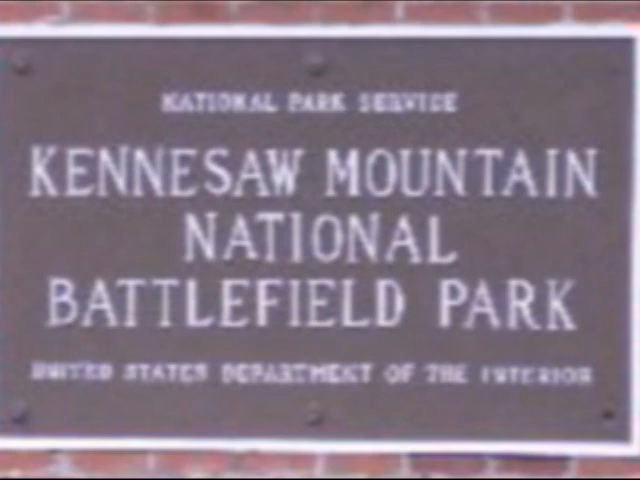 NATIONAL PARK SERVICE
KENNESAW MOUNTAIN
NATIONAL
BATTLEFIELD PARK
UNITED STATES DEPARTMENT OF THE INTERIOR